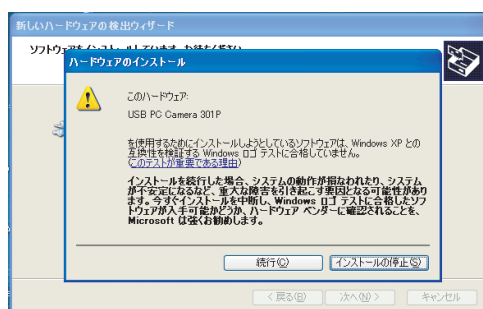 新しいハードウェアの検出ウィザード
ハードウェアのインストール
このハードウェア:
USB PC Camera 301P
を使用するためにインストールしようとしているソフトウェアは、Windows XP との
互換性を検証する Windows ロゴ テストに合格していません。
(このテストが重要である理由)
インストールを続行した場合、システムの動作が損なわれたり、システム
が不安定になるなど、重大な障害を引き起こす要因となる可能性があり
ます。今すぐインストールを中断し、Windows ロゴ テストに合格したソフ
トウェアが入手可能かどうか、ハードウェア ベンダーに確認されることを、
Microsoft は強くお勧めします。
続行(C) インストールの停止(S)
< 戻る(B) 次へ(N) > キャンセル